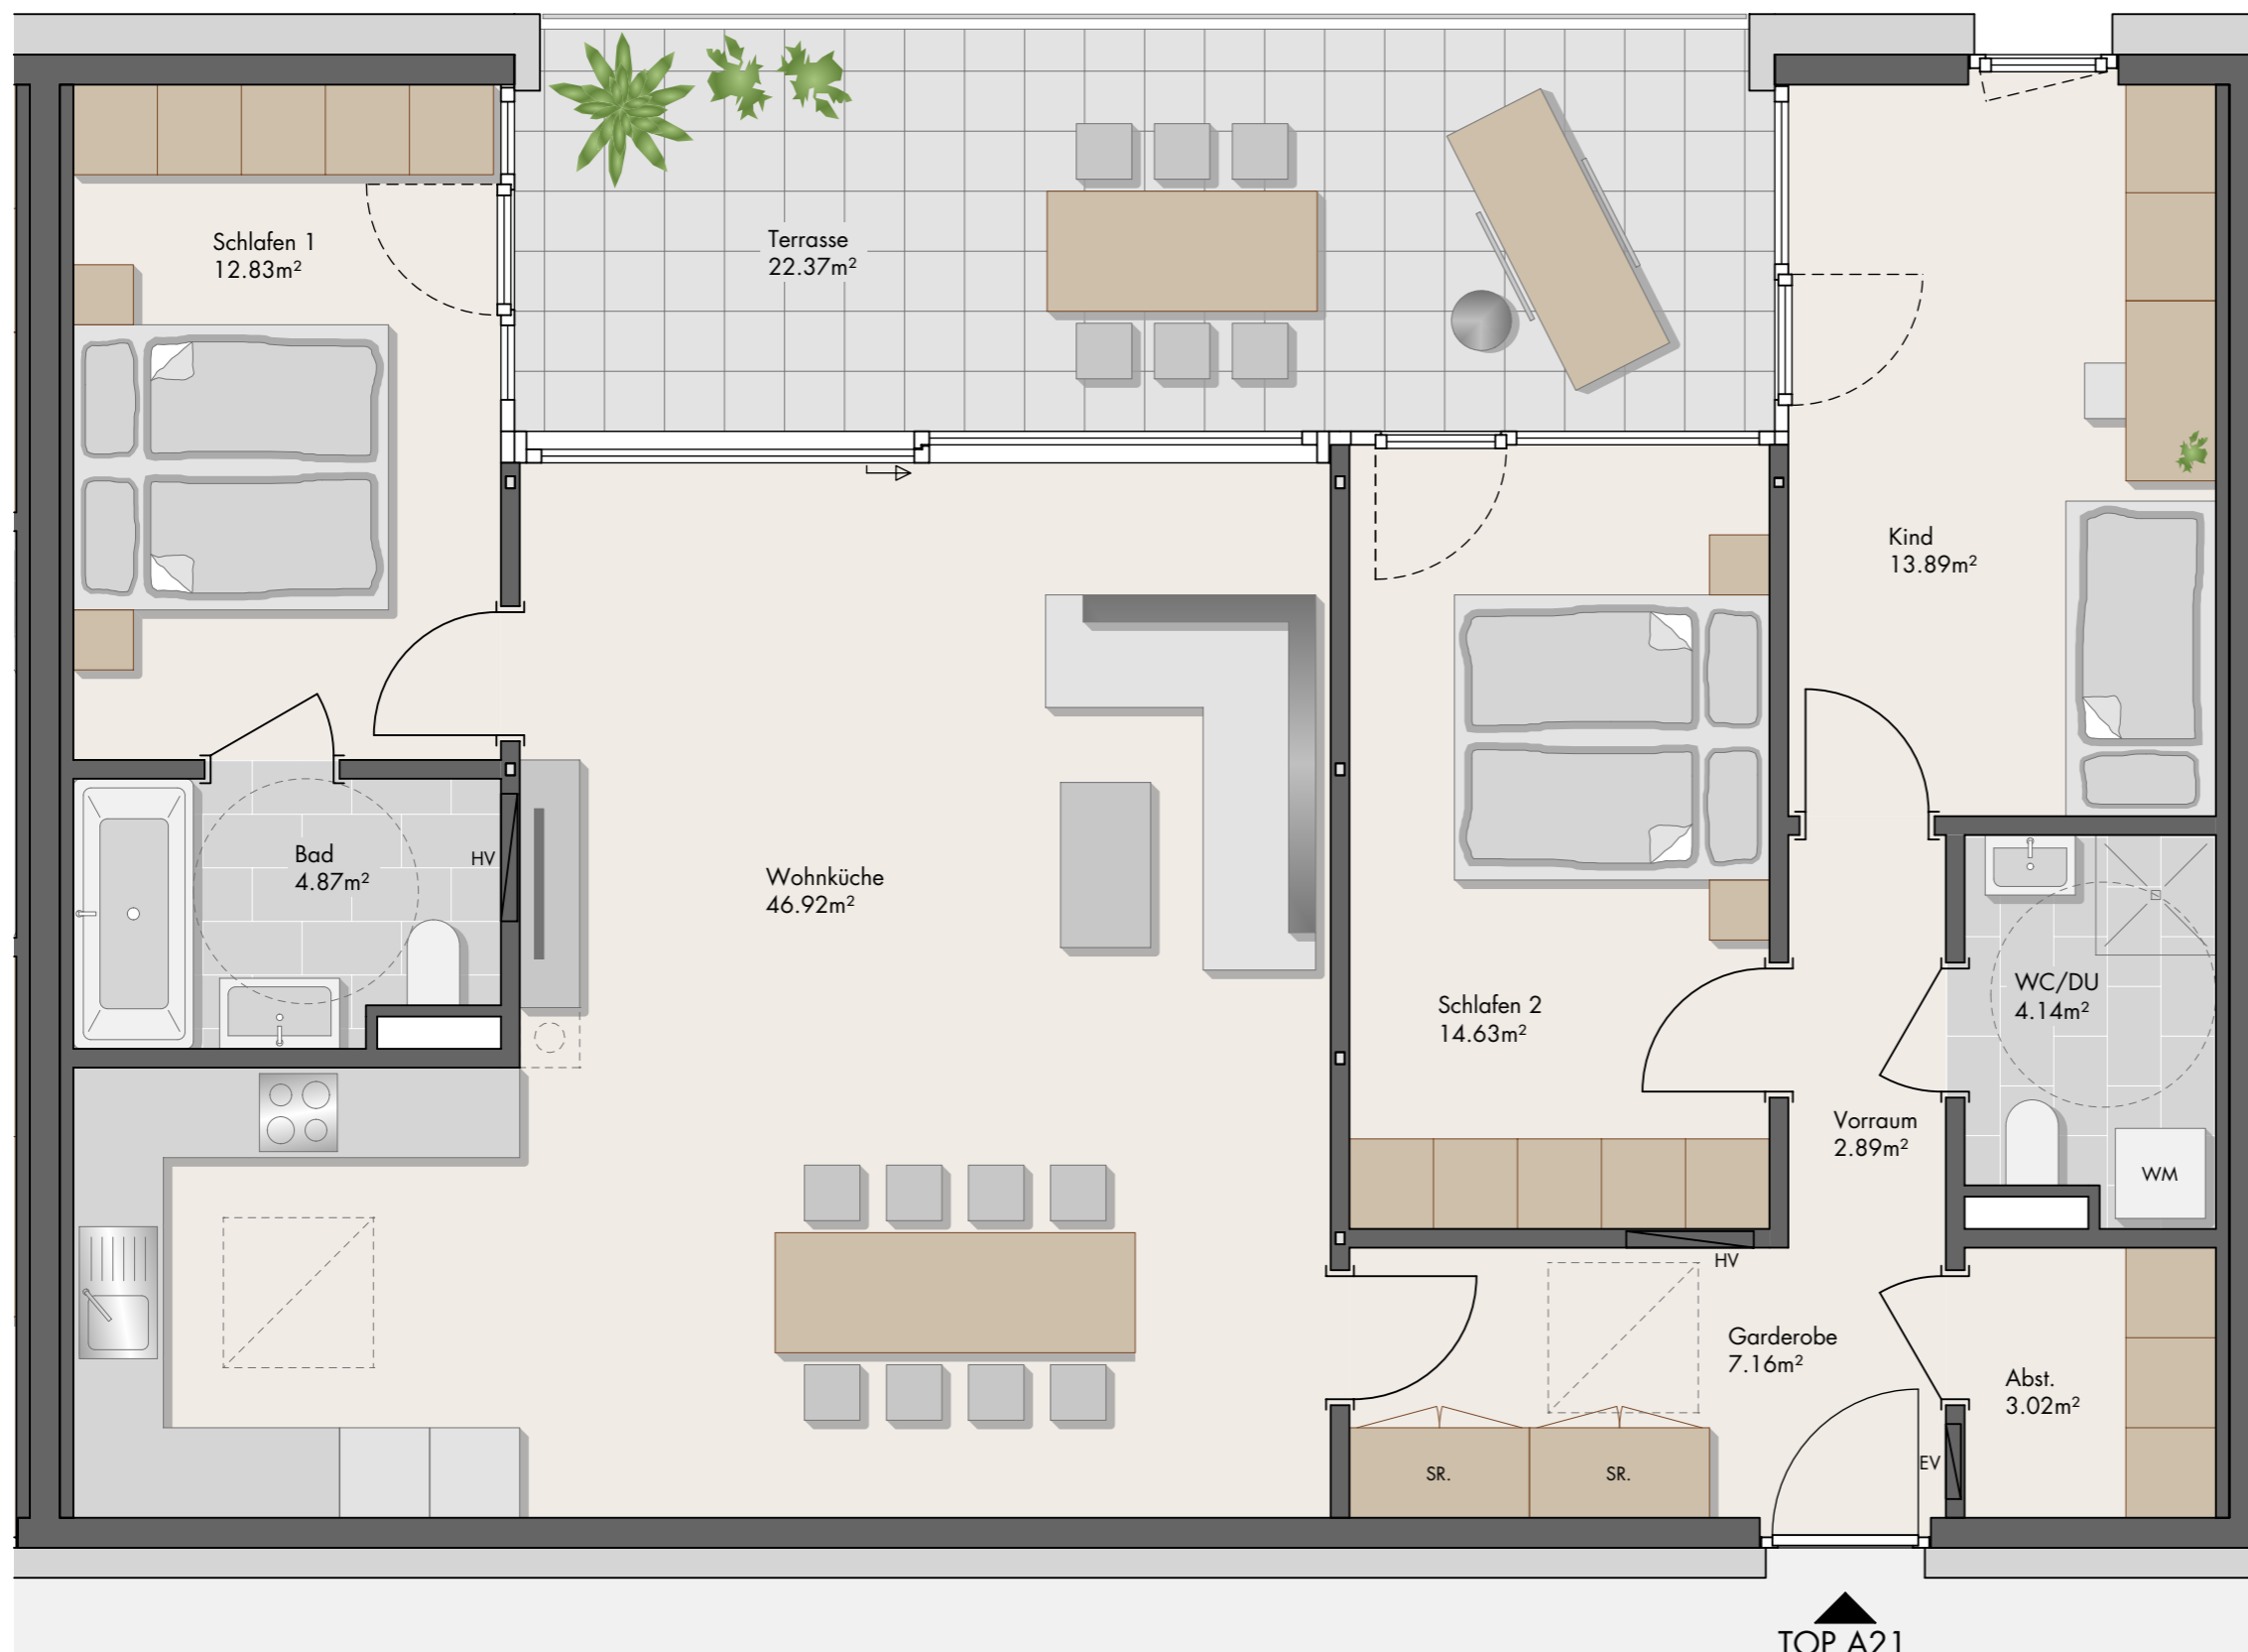 Schlafen 1
12.83m²
Terrasse
22.37m²
Kind
13.89m²
Bad
4.87m²
HV
Wohnküche
46.92m²
Schlafen 2
14.63m²
WC/DU
4.14m²
Vorraum
2.89m²
WM
HV
Garderobe
7.16m²
Abst.
3.02m²
SR.
SR.
EV
TOP A21